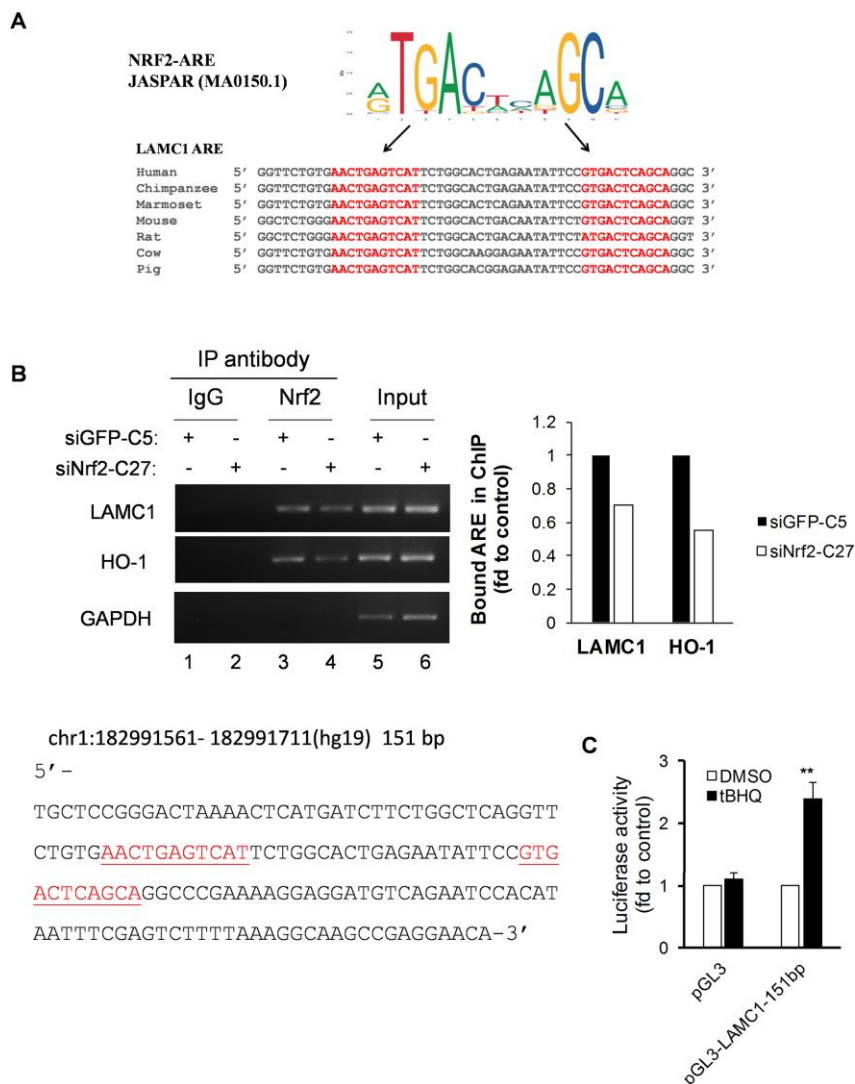 A
NRF2-ARE
JASPAR (MA0150.1)
LAMC1 ARE
Human 5′ GGTTCTGTGAACTGAGTCATTCTGGCACTGAGAATATTCCGTGACTCAGCAGGC 3′
Chimpanzee 5′ GGTTCTGTGAACTGAGTCATTCTGGCACTGAGAATATTCCGTGACTCAGCAGGC 3′
Marmoset 5′ GGTTCTGTGAACTGAGTCATTCTGGCACTGAGAATATTCCGTGACTCAGCAGGC 3′
Mouse 5′ GGCTCTGTGAACTGAGTCATTCTGGCACTGAGAATATTCTGTGACTCAGCAGGT 3′
Rat 5′ GGCTCTGGGAACTGAGTCATTCTGGCACTGACAATATTCTATGACTCAGCAGGT 3′
Cow 5′ GGTTCTGTGAACTGAGTCATTCTGGCAAGGAGAATATTCCGTGACTCAGCAGGC 3′
Pig 5′ GGTTCTGTGAACTGAGTCATTCTGGCACGGAGAATATTCCGTGACTCAGCAGGC 3′
B
IP antibody
IgG Nrf2 Input
siGFP-C5: + - + - + -
siNrf2-C27: - + - + - +
LAMC1
HO-1
GAPDH
1 2 3 4 5 6
Bound ARE in ChIP
(fd to control)
1.2
1
0.8
0.6
0.4
0.2
0
LAMC1 HO-1
siGFP-C5
siNrf2-C27
chr1:182991561- 182991711(hg19) 151 bp
5′-
TGCTCCGGGACTAAAACTCATGATCTTCTGGCTCAGGTT
CTGTGAACTGAGTCATTCTGGCACTGAGAATATTCCGTG
ACTCAGCAGGCCCGAAAAGGAGGATGTCAGAATCCACAT
AATTTCGAGTCTTTTAAAGGCAAGCCGAGGAACA-3′
C
Luciferase activity
(fd to control)
3
2
1
0
DMSO
tBHQ
**
pGL3
pGL3-LAMC1-151bp